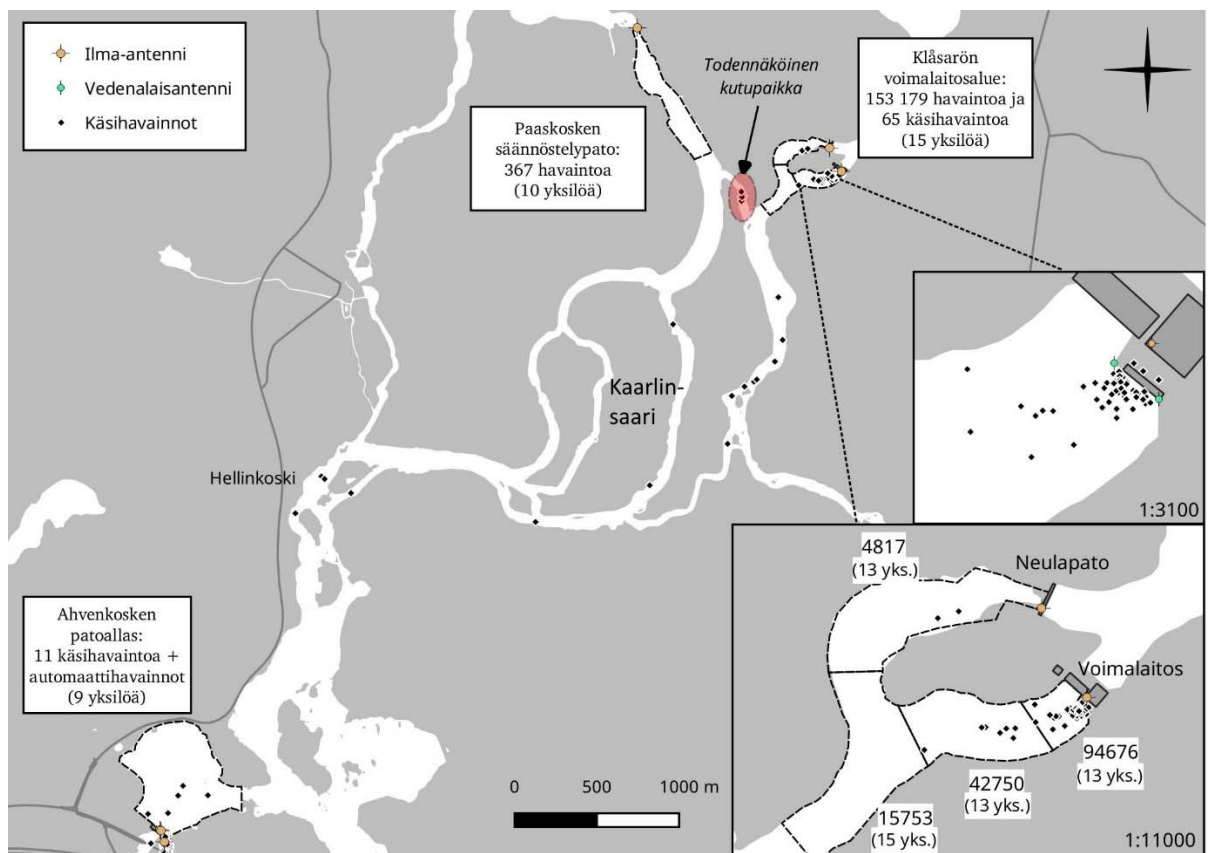 Ilma-antenni
Vedenalaisantenni
Käsihavainnot
Paaskosken
säännöstelypato:
367 havaintoa
(10 yksilöä)
Todennäköinen
kutupaikka
Klåsarön
voimalaitosalue:
153 179 havaintoa ja
65 käsihavaintoa
(15 yksilöä)
Kaarlin-
saari
Hellinkoski
Ahvenkosken
patoallas:
11 käsihavaintoa +
automaattihavainnot
(9 yksilöä)
0 500 1000 m
1:3100
4817
(13 yks.)
Neulapato
Voimalaitos
94676
(13 yks.)
42750
(13 yks.)
15753
(15 yks.)
1:11000